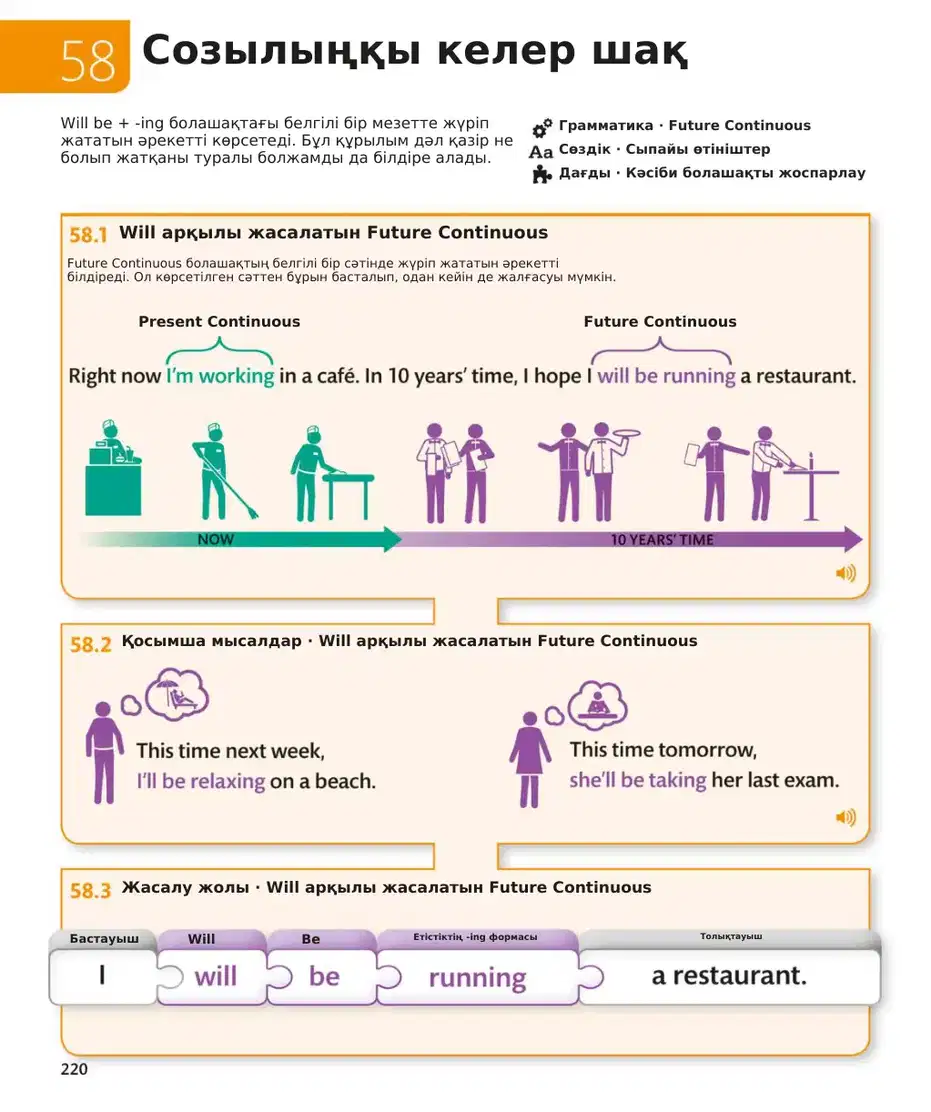 58
Созылыңқы келер шақ
Will be + -ing болашақтағы белгілі бір мезетте жүріп
жататын әрекетті көрсетеді. Бұл құрылым дәл қазір не
болып жатқаны туралы болжамды да білдіре алады.
Грамматика · Future Continuous
Aa Сөздік · Сыпайы өтініштер
Дағды · Кәсіби болашақты жоспарлау
58.1 Will арқылы жасалатын Future Continuous
Future Continuous болашақтың белгілі бір сәтінде жүріп жататын әрекетті
білдіреді. Ол көрсетілген сәттен бұрын басталып, одан кейін де жалғасуы мүмкін.
Present Continuous
Future Continuous
Right now I'm working in a café. In 10 years' time, I hope I will be running a restaurant.
NOW
10 YEARS' TIME
58.2 Қосымша мысалдар · Will арқылы жасалатын Future Continuous
This time next week,
I'll be relaxing on a beach.
This time tomorrow,
she'll be taking her last exam.
58.3 Жасалу жолы · Will арқылы жасалатын Future Continuous
Бастауыш Will Be Етістіктің -ing формасы Толықтауыш
I will be running a restaurant.
220